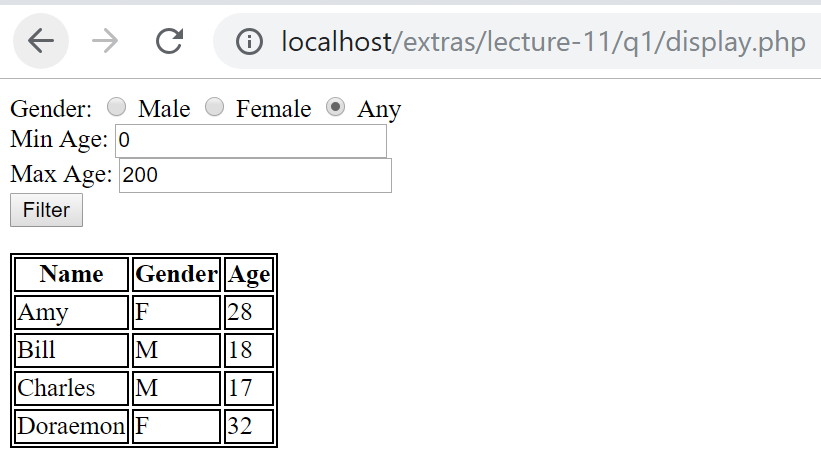 localhost/extras/lecture-11/q1/display.php
Gender: Male Female Any
Min Age: 0
Max Age: 200
Filter
Name Gender Age
Amy F 28
Bill M 18
Charles M 17
Doraemon F 32